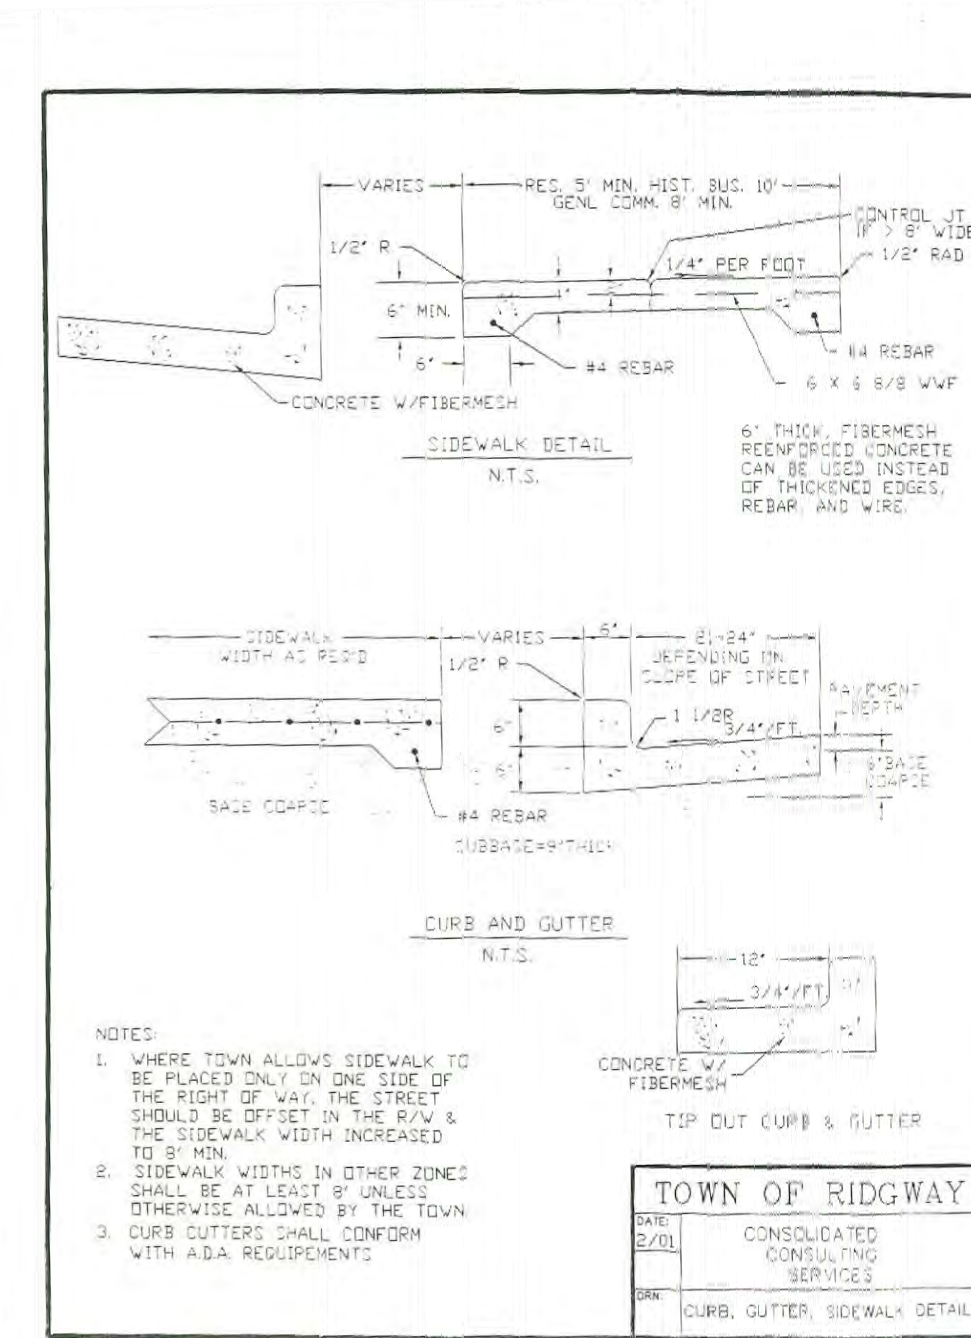 VARIES
RES. 5' MIN. HIST. BUS. 10'
GENL COMM. 8' MIN.
CONTROL JT
IF > 8' WIDE
1/2" R
1/4" PER FOOT
1/2" RAD
6" MIN.
4"
6"
#4 REBAR
#4 REBAR
6 X 6 8/8 WWF
CONCRETE W/FIBERMESH
SIDEWALK DETAIL
N.T.S.
6" THICK, FIBERMESH
REENFORCED CONCRETE
CAN BE USED INSTEAD
OF THICKENED EDGES,
REBAR, AND WIRE.
SIDEWALK
WIDTH AS REQ'D
VARIES
6"
24"
DEPENDING ON
SLOPE OF STREET
1/2" R
PAVEMENT
DEPTH
1 1/2R
3/4"/FT.
6"
6"
6"BASE
COARSE
BASE COARSE
#4 REBAR
SUBBASE=9"THICK
CURB AND GUTTER
N.T.S.
12"
3/4"/FT.
CONCRETE W/
FIBERMESH
TIP OUT CURB & GUTTER
NOTES:
1. WHERE TOWN ALLOWS SIDEWALK TO
BE PLACED ONLY ON ONE SIDE OF
THE RIGHT OF WAY, THE STREET
SHOULD BE OFFSET IN THE R/W &
THE SIDEWALK WIDTH INCREASED
TO 8' MIN.
2. SIDEWALK WIDTHS IN OTHER ZONES
SHALL BE AT LEAST 8' UNLESS
OTHERWISE ALLOWED BY THE TOWN.
3. CURB CUTTERS SHALL CONFORM
WITH A.D.A. REQUIREMENTS
TOWN OF RIDGWAY
DATE:
2/01
CONSOLIDATED
CONSULTING
SERVICES
DRN:
CURB, GUTTER, SIDEWALK DETAIL